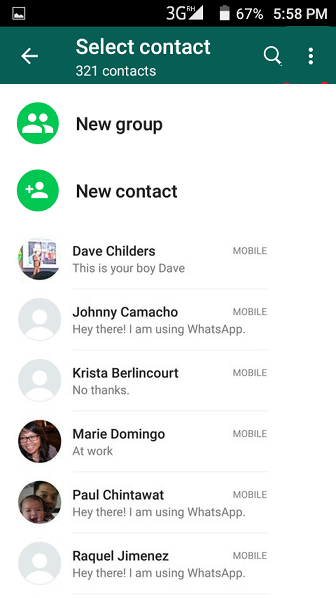 3G RH 67% 5:58 PM
Select contact
321 contacts
New group
New contact
Dave Childers MOBILE
This is your boy Dave
Johnny Camacho MOBILE
Hey there! I am using WhatsApp.
Krista Berlincourt MOBILE
No thanks.
Marie Domingo MOBILE
At work
Paul Chintawat MOBILE
Hey there! I am using WhatsApp.
Raquel Jimenez MOBILE
Hey there! I am using WhatsApp.